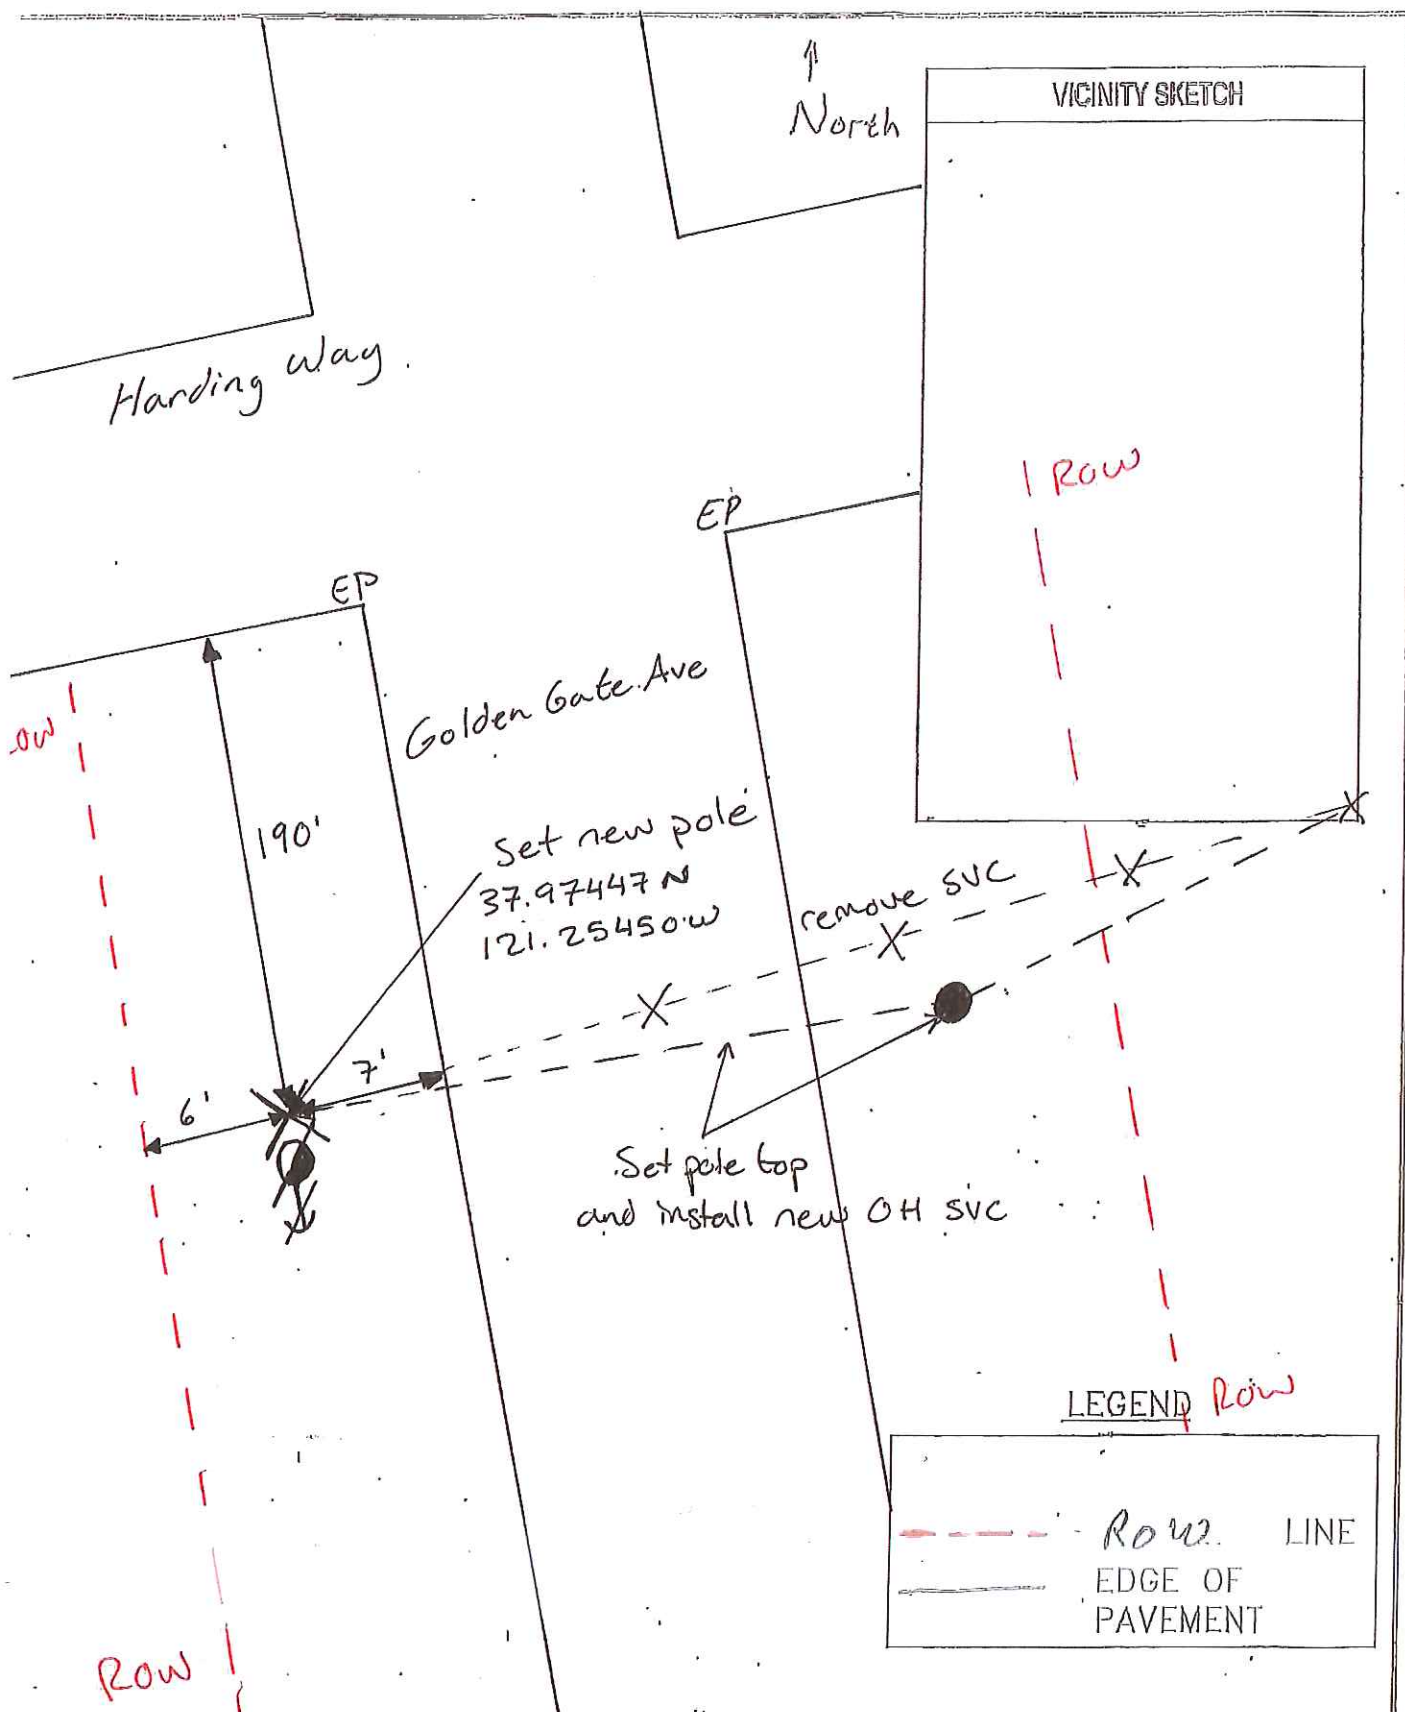 ↑
North
VICINITY SKETCH
Harding Way.
ROW
EP
EP
Golden Gate Ave
ow
190'
Set new pole
37.97447 N
121.25450 W
remove SVC
7'
6'
Set pole top
and install new OH SVC
LEGEND
ROW
ROW LINE
EDGE OF
PAVEMENT
ROW